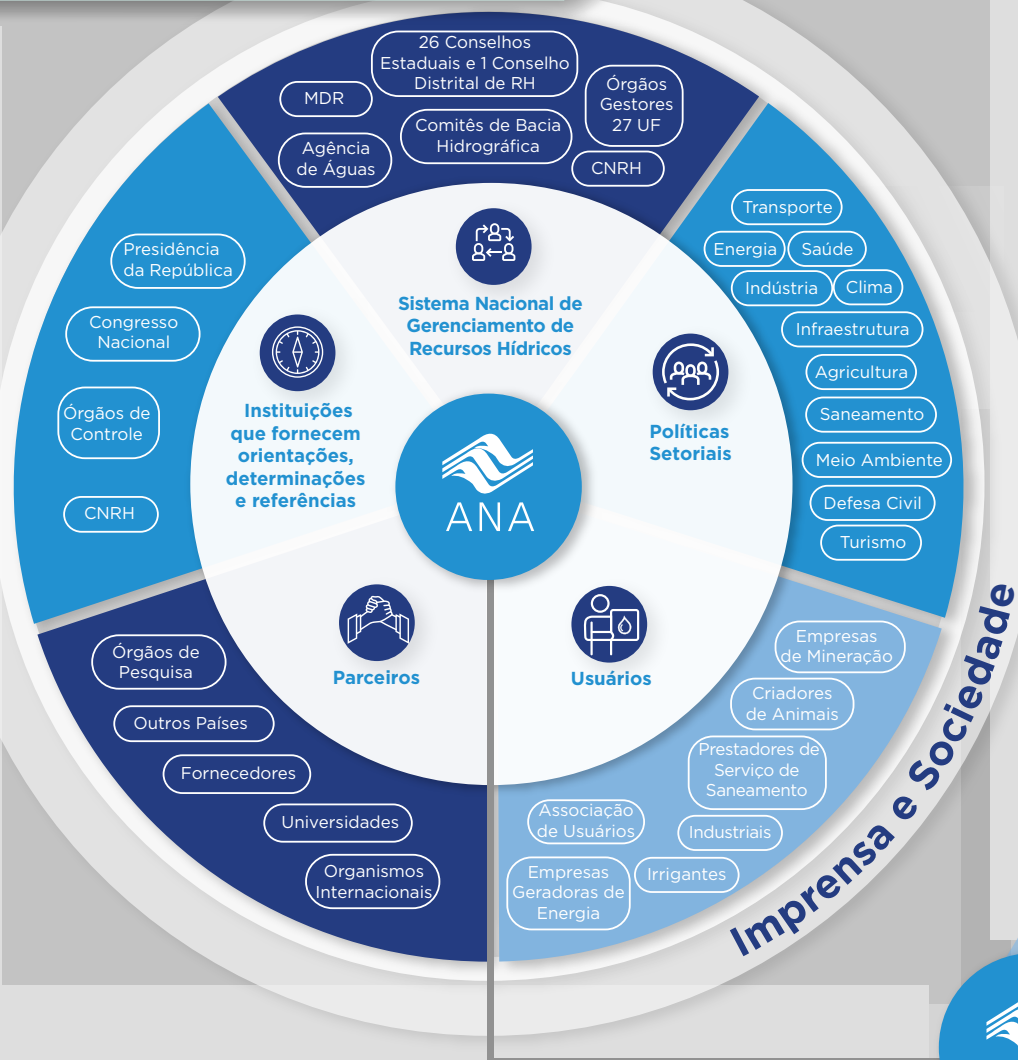 26 Conselhos
Estaduais e 1 Conselho
Distrital de RH
MDR
Órgãos
Gestores
27 UF
Comitês de Bacia
Hidrográfica
Agência
de Águas
CNRH
Sistema Nacional de
Gerenciamento de
Recursos Hídricos
Transporte
Energia
Saúde
Indústria
Clima
Infraestrutura
Agricultura
Saneamento
Meio Ambiente
Defesa Civil
Turismo
Políticas
Setoriais
Presidência
da República
Congresso
Nacional
Órgãos de
Controle
CNRH
Instituições
que fornecem
orientações,
determinações
e referências
ANA
Parceiros
Órgãos de
Pesquisa
Outros Países
Fornecedores
Universidades
Organismos
Internacionais
Usuários
Empresas
de Mineração
Criadores
de Animais
Prestadores de
Serviço de
Saneamento
Associação
de Usuários
Industriais
Irrigantes
Empresas
Geradoras de
Energia
Imprensa e Sociedade